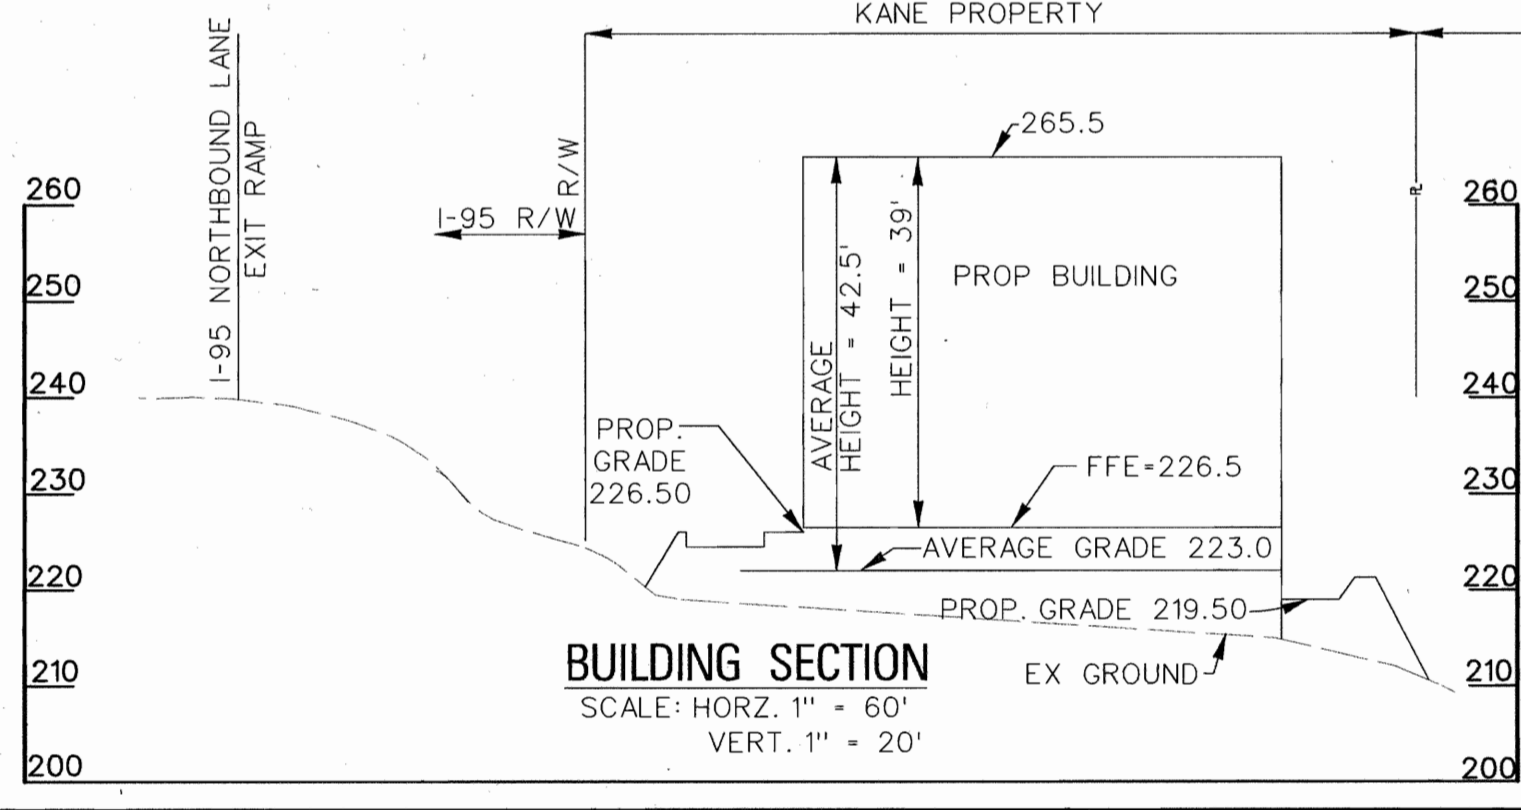 KANE PROPERTY
I-95 NORTHBOUND LANE
EXIT RAMP
R/W
I-95 R/W
265.5
260
260
250
250
240
240
230
230
220
220
210
210
200
200
PL
AVERAGE
HEIGHT = 42.5'
HEIGHT = 39'
PROP BUILDING
PROP.
GRADE
226.50
FFE=226.5
AVERAGE GRADE 223.0
PROP. GRADE 219.50
EX GROUND
BUILDING SECTION
SCALE: HORZ. 1" = 60'
VERT. 1" = 20'